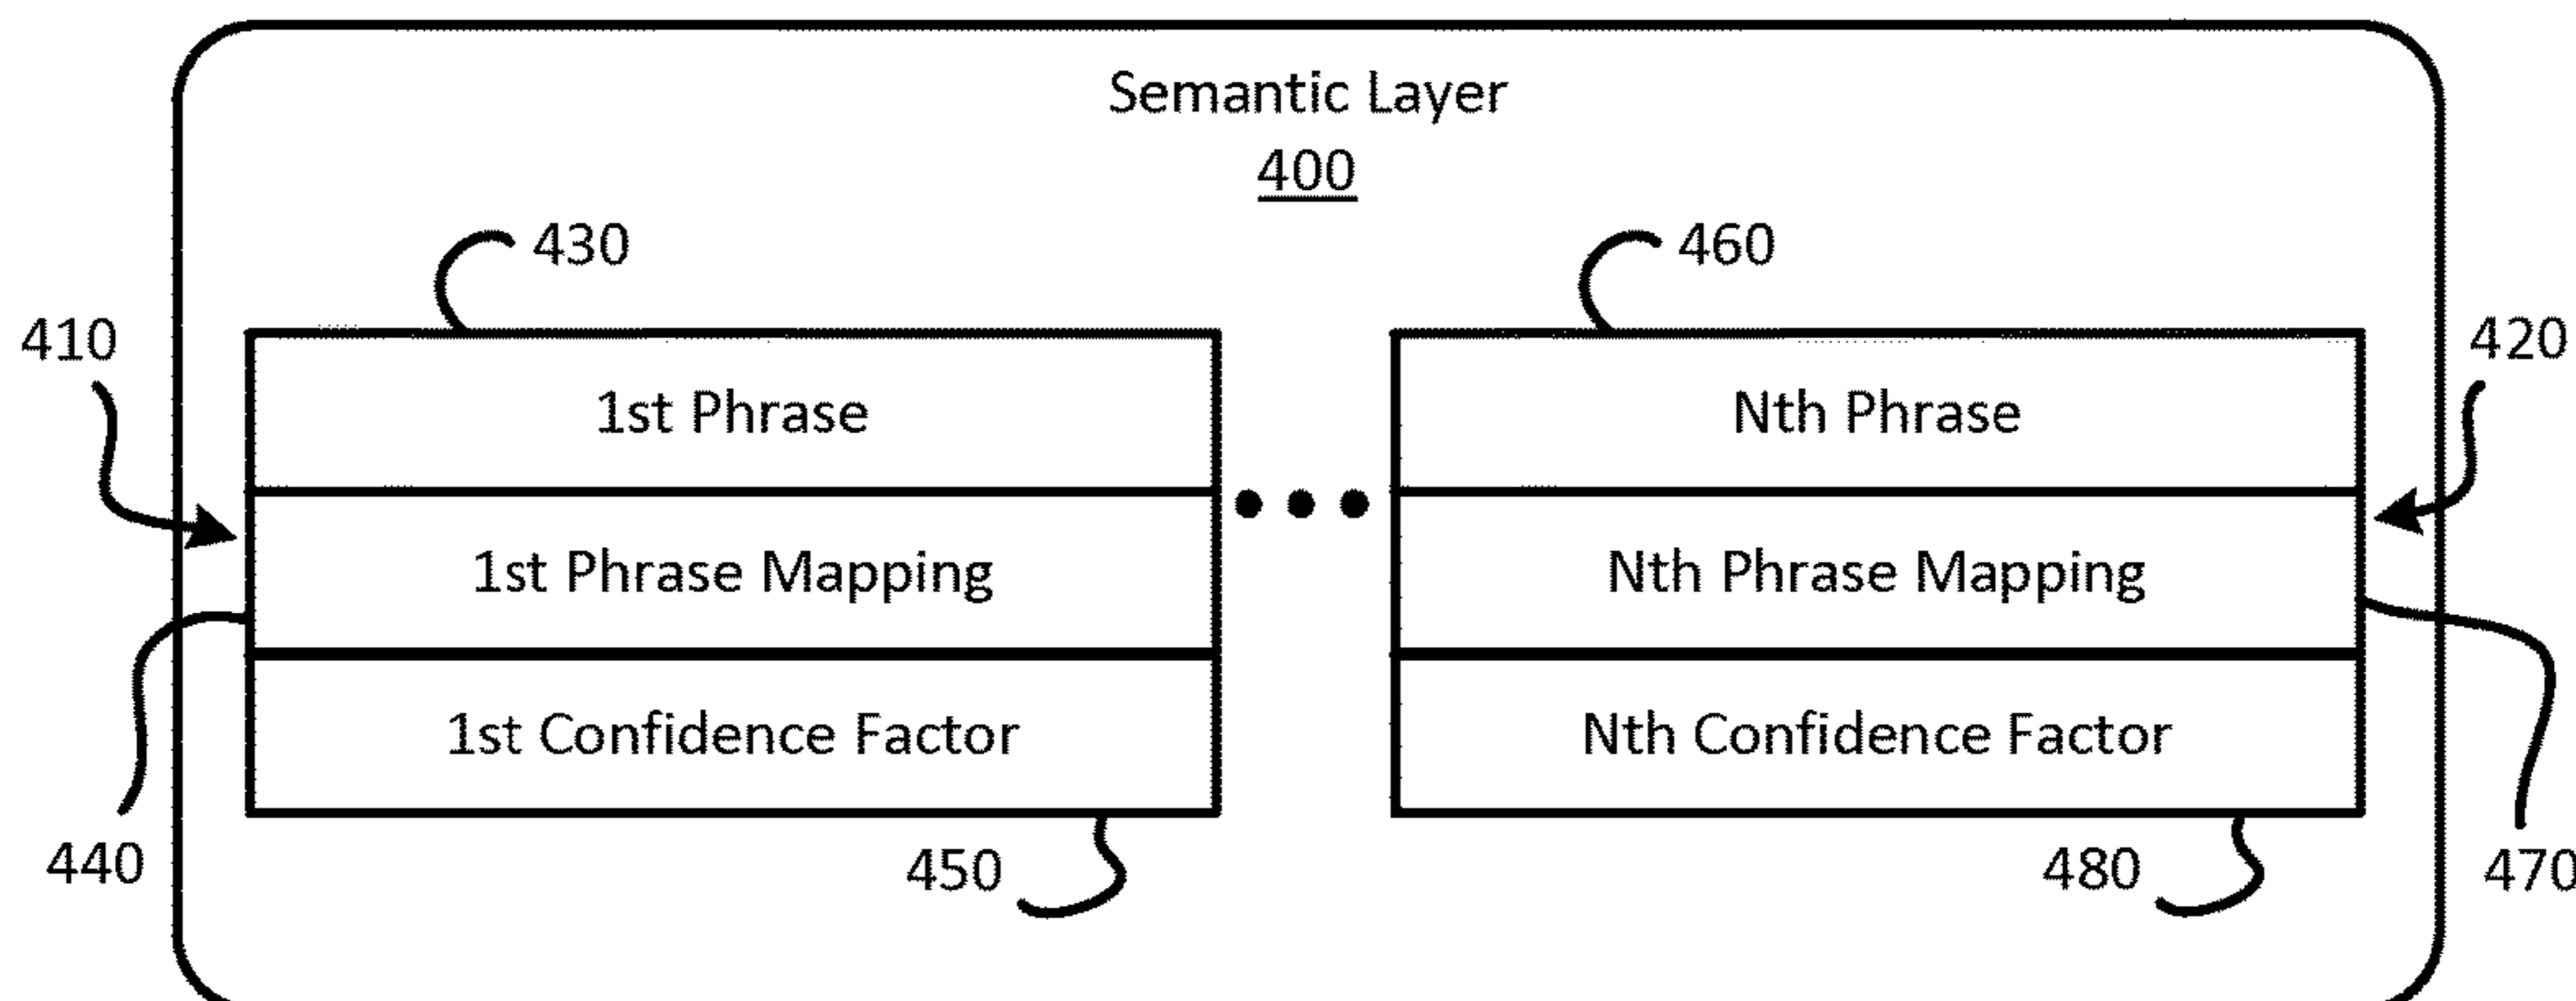 Semantic Layer
400
430
460
410
420
1st Phrase
Nth Phrase
1st Phrase Mapping
Nth Phrase Mapping
1st Confidence Factor
Nth Confidence Factor
440
450
480
470